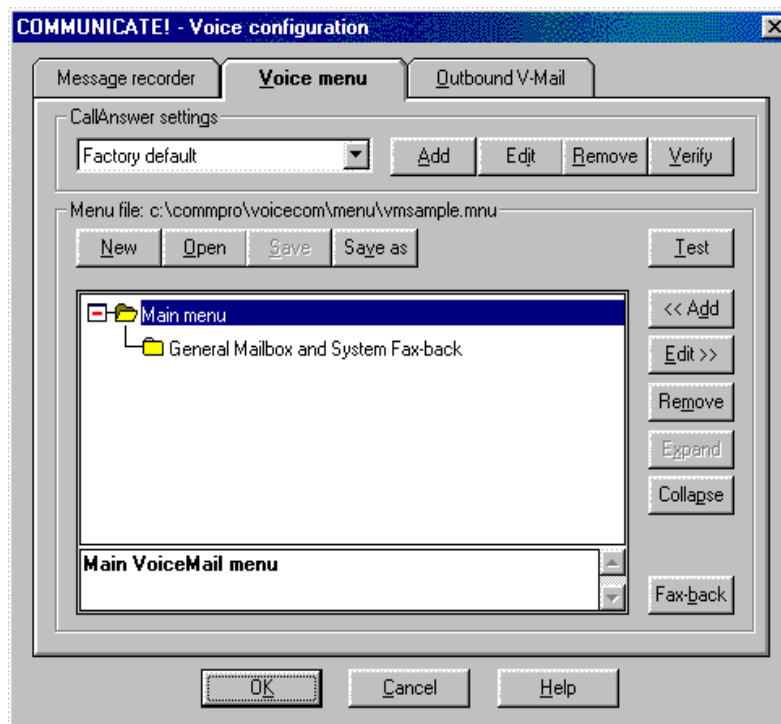 COMMUNICATE! - Voice configuration
Message recorder Voice menu Outbound V-Mail
CallAnswer settings
Factory default Add Edit Remove Verify
Menu file: c:\commpro\voicecom\menu\vmsample.mnu
New Open Save Save as Test
Main menu << Add
General Mailbox and System Fax-back Edit >>
Remove
Expand
Collapse
Main VoiceMail menu
Fax-back
OK Cancel Help